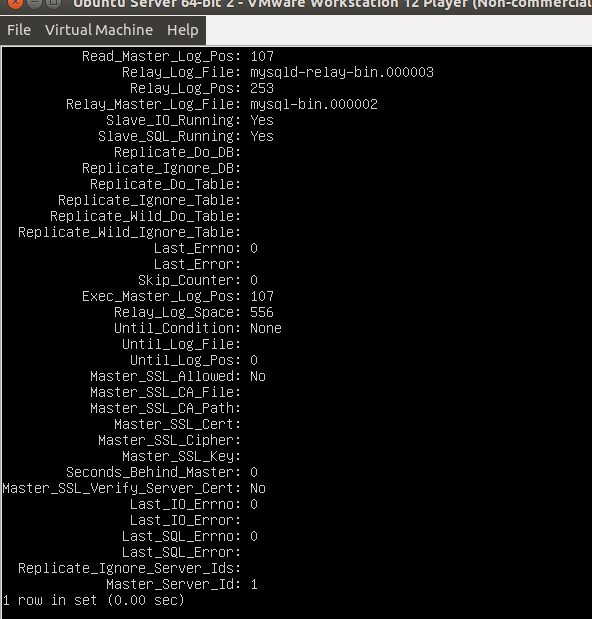 Ubuntu Server 64-bit 2 - VMware Workstation 12 Player (Non-commercial
File Virtual Machine Help
Read_Master_Log_Pos: 107
Relay_Log_File: mysqld-relay-bin.000003
Relay_Log_Pos: 253
Relay_Master_Log_File: mysql-bin.000002
Slave_IO_Running: Yes
Slave_SQL_Running: Yes
Replicate_Do_DB:
Replicate_Ignore_DB:
Replicate_Do_Table:
Replicate_Ignore_Table:
Replicate_Wild_Do_Table:
Replicate_Wild_Ignore_Table:
Last_Errno: 0
Last_Error:
Skip_Counter: 0
Exec_Master_Log_Pos: 107
Relay_Log_Space: 556
Until_Condition: None
Until_Log_File:
Until_Log_Pos: 0
Master_SSL_Allowed: No
Master_SSL_CA_File:
Master_SSL_CA_Path:
Master_SSL_Cert:
Master_SSL_Cipher:
Master_SSL_Key:
Seconds_Behind_Master: 0
Master_SSL_Verify_Server_Cert: No
Last_IO_Errno: 0
Last_IO_Error:
Last_SQL_Errno: 0
Last_SQL_Error:
Replicate_Ignore_Server_Ids:
Master_Server_Id: 1
1 row in set (0.00 sec)